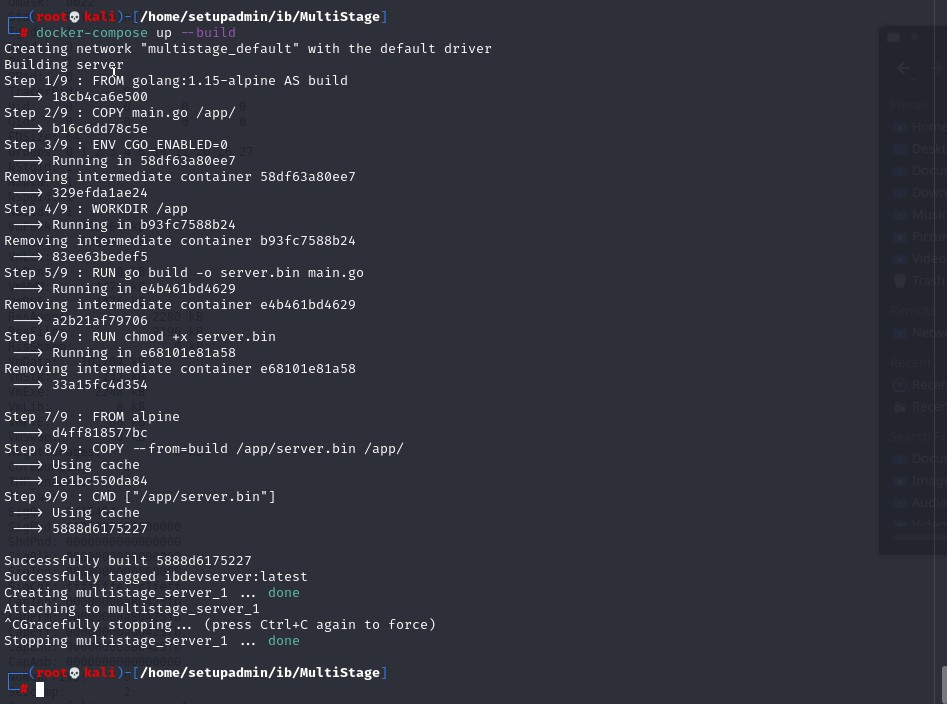 ┌──(root💀kali)-[/home/setupadmin/ib/MultiStage]
└─# docker-compose up --build
Creating network "multistage_default" with the default driver
Building server
Step 1/9 : FROM golang:1.15-alpine AS build
 ---> 18cb4ca6e500
Step 2/9 : COPY main.go /app/
 ---> b16c6dd78c5e
Step 3/9 : ENV CGO_ENABLED=0
 ---> Running in 58df63a80ee7
Removing intermediate container 58df63a80ee7
 ---> 329efda1ae24
Step 4/9 : WORKDIR /app
 ---> Running in b93fc7588b24
Removing intermediate container b93fc7588b24
 ---> 83ee63bedef5
Step 5/9 : RUN go build -o server.bin main.go
 ---> Running in e4b461bd4629
Removing intermediate container e4b461bd4629
 ---> a2b21af79706
Step 6/9 : RUN chmod +x server.bin
 ---> Running in e68101e81a58
Removing intermediate container e68101e81a58
 ---> 33a15fc4d354
Step 7/9 : FROM alpine
 ---> d4ff818577bc
Step 8/9 : COPY --from=build /app/server.bin /app/
 ---> Using cache
 ---> 1e1bc550da84
Step 9/9 : CMD ["/app/server.bin"]
 ---> Using cache
 ---> 5888d6175227
Successfully built 5888d6175227
Successfully tagged ibdevserver:latest
Creating multistage_server_1 ... done
Attaching to multistage_server_1
^CGracefully stopping... (press Ctrl+C again to force)
Stopping multistage_server_1 ... done
┌──(root💀kali)-[/home/setupadmin/ib/MultiStage]
└─#